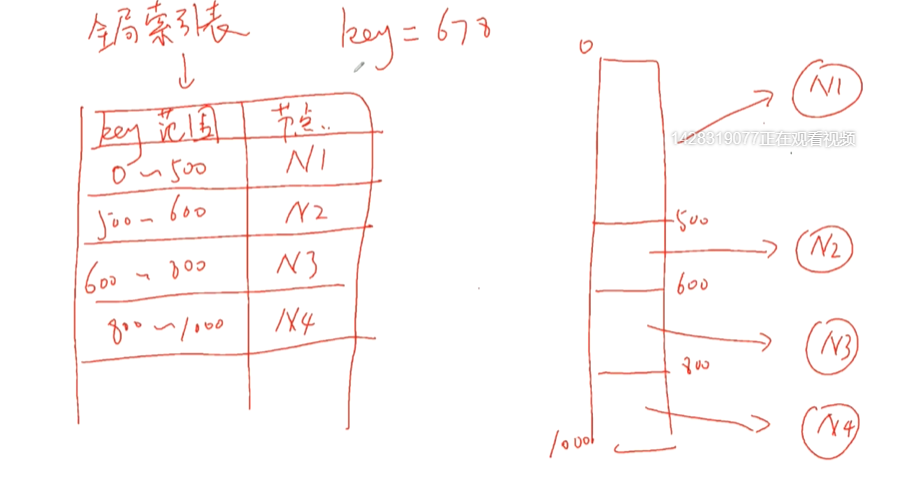 全局索引表
key = 678
key 范围 节点
0 ~ 500 N1
500 ~ 600 N2
600 ~ 800 N3
800 ~ 1000 N4
0
N1
1428319077正在观看视频
500
N2
600
N3
800
N4
1000